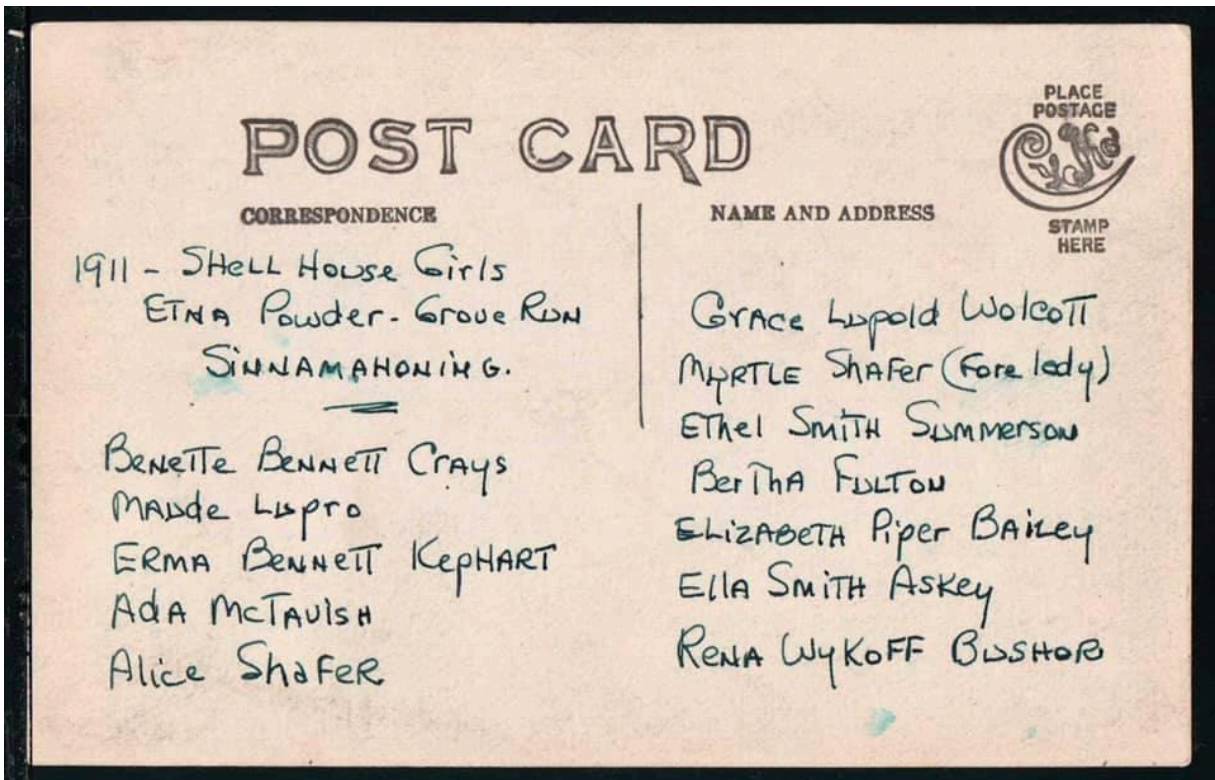 POST CARD
CORRESPONDENCE
1911 - SHELL HOUSE GIRLS
ETNA POWDER - GROVE RUN
SINNAMAHONING.
BENETTE BENNETT CRAYS
MAUDE LUPRO
ERMA BENNETT KEPHART
ADA McTAVISH
Alice SHAFER
NAME AND ADDRESS
PLACE
POSTAGE
STAMP
HERE
GRACE LUPOLD WOLCOTT
MYRTLE SHAFER (Fore lady)
EThel SMITH SUMMERSON
BerThA FULTON
ELIZABETH PIPER BAILEY
Ella SMITH ASKEY
RENA WYKOFF BUSHOR